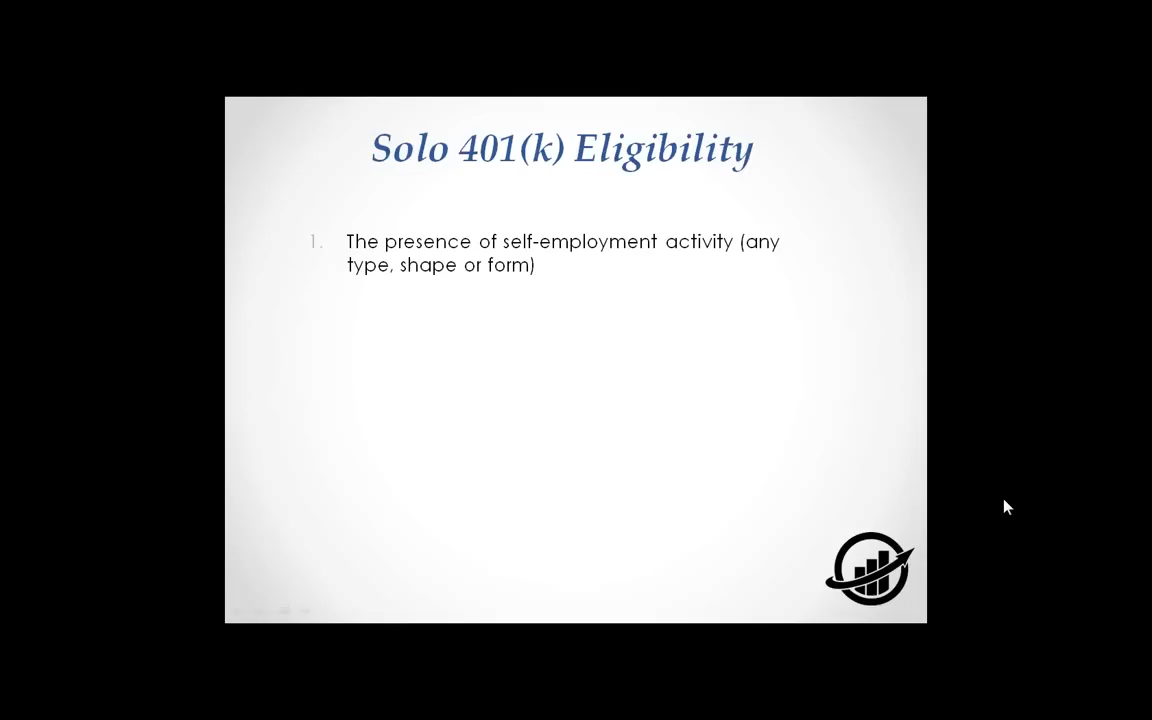 Solo 401(k) Eligibility
1. The presence of self-employment activity (any
type, shape or form)